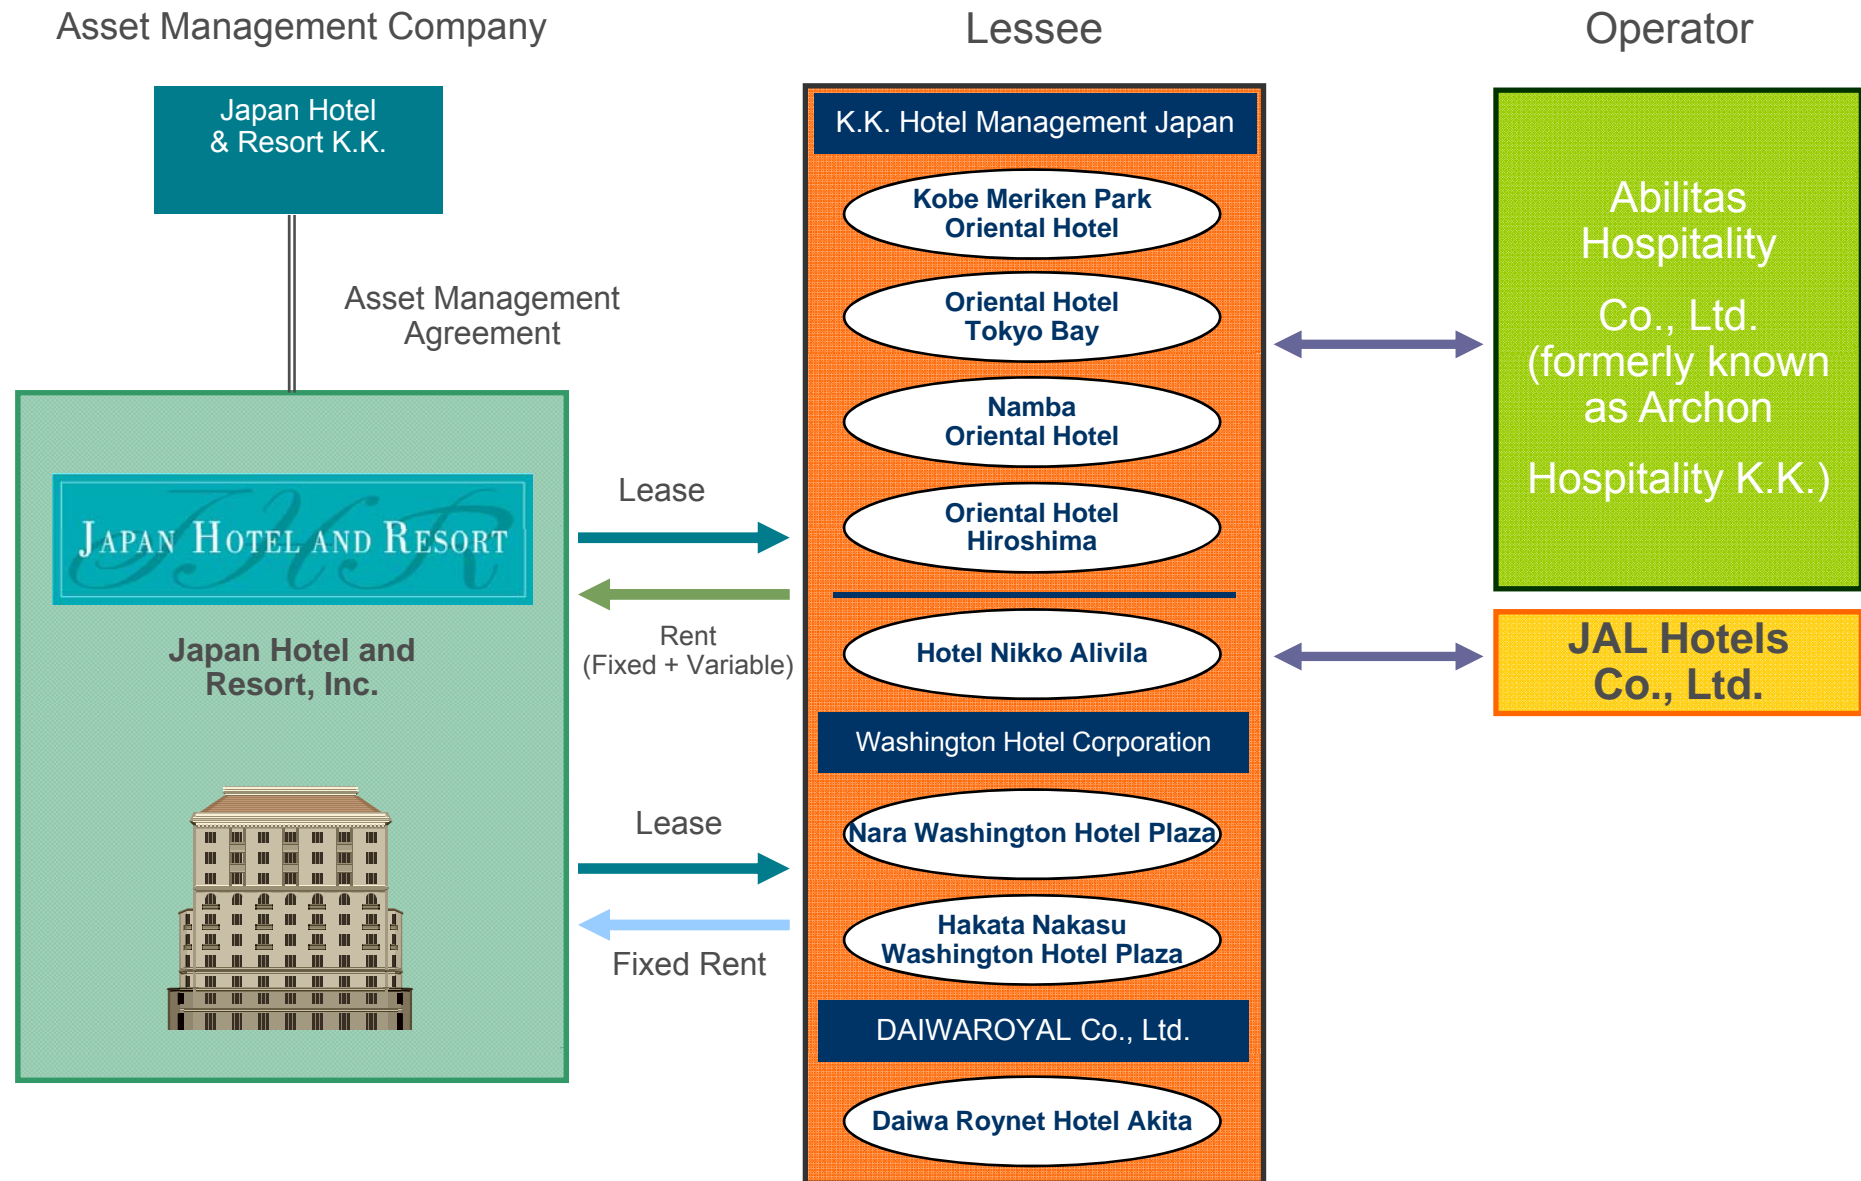 Asset Management Company
Lessee
Operator
Japan Hotel
& Resort K.K.
Asset Management
Agreement
JAPAN HOTEL AND RESORT
Japan Hotel and
Resort, Inc.
Lease
Rent
(Fixed + Variable)
Lease
Fixed Rent
K.K. Hotel Management Japan
Kobe Meriken Park
Oriental Hotel
Oriental Hotel
Tokyo Bay
Namba
Oriental Hotel
Oriental Hotel
Hiroshima
Hotel Nikko Alivila
Washington Hotel Corporation
Nara Washington Hotel Plaza
Hakata Nakasu
Washington Hotel Plaza
DAIWAROYAL Co., Ltd.
Daiwa Roynet Hotel Akita
Abilitas
Hospitality
Co., Ltd.
(formerly known
as Archon
Hospitality K.K.)
JAL Hotels
Co., Ltd.